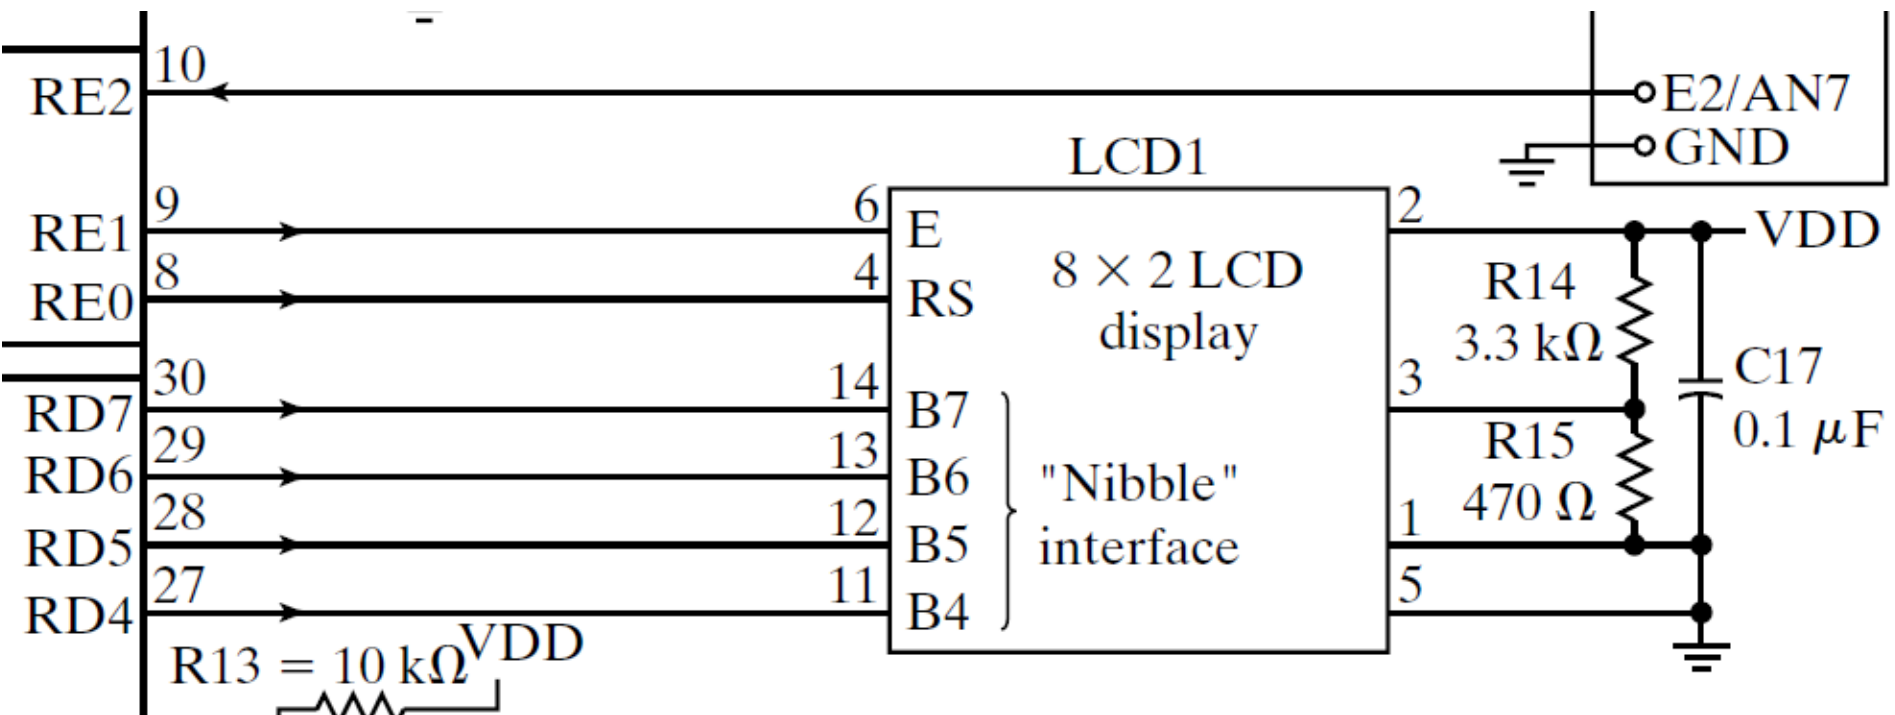 10
RE2
E2/AN7
GND
LCD1
9
RE1
6
E
2
VDD
8
RE0
4
RS
8 × 2 LCD
display
R14
3.3 kΩ
C17
0.1 μF
30
RD7
14
B7
3
29
RD6
13
B6
"Nibble"
interface
R15
470 Ω
28
RD5
12
B5
1
27
RD4
11
B4
5
R13 = 10 kΩ
VDD